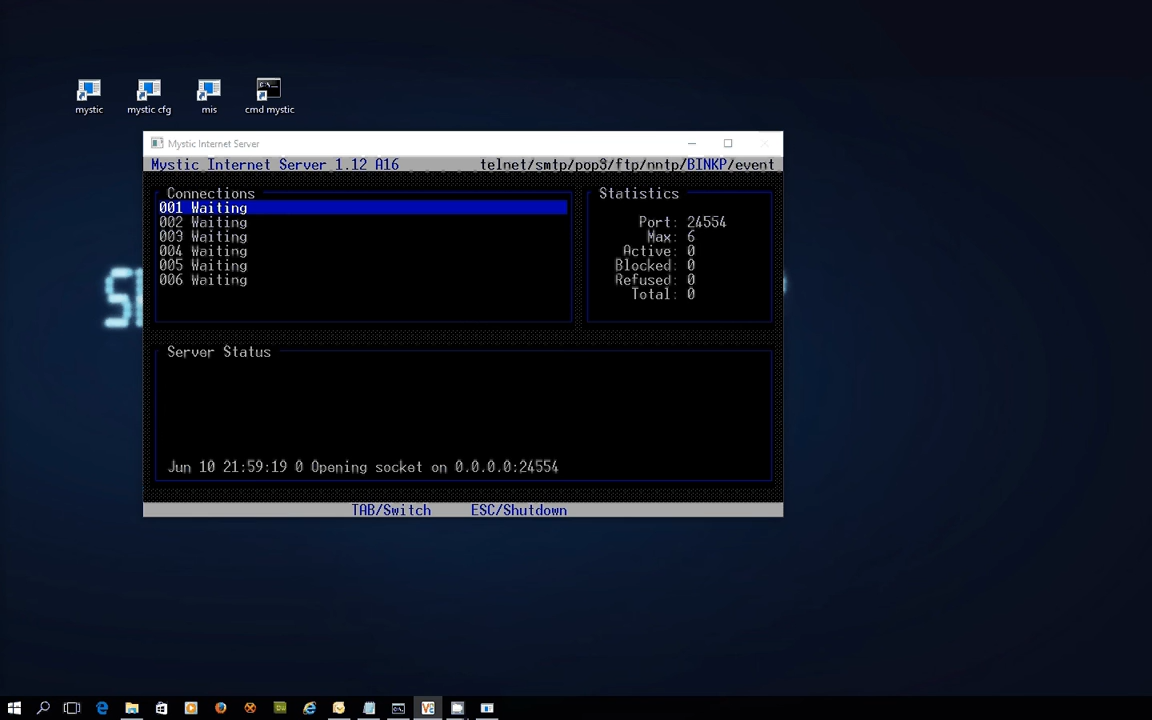 mystic
mystic cfg
mis
cmd mystic
Mystic Internet Server
Mystic Internet Server 1.12 A16 telnet/smtp/pop3/ftp/nntp/BINKP/event
Connections
001 Waiting
002 Waiting
003 Waiting
004 Waiting
005 Waiting
006 Waiting
Statistics
Port: 24554
Max: 6
Active: 0
Blocked: 0
Refused: 0
Total: 0
Server Status
Jun 10 21:59:19 0 Opening socket on 0.0.0.0:24554
TAB/Switch ESC/Shutdown